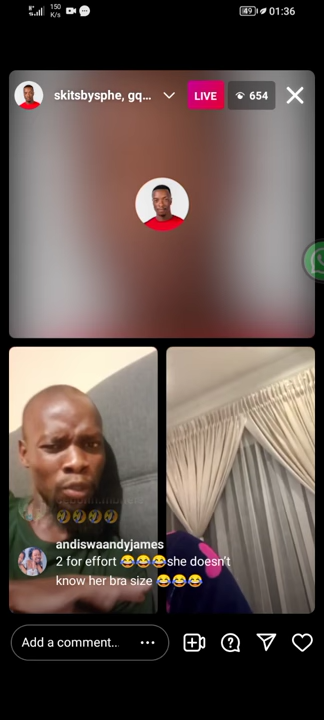 150
K/s
49
01:36
skitsbysphe, gq...
LIVE
654
andiswaandyjames
2 for effort 😂😂😂she doesn't
know her bra size 😂😂😂
Add a comment...